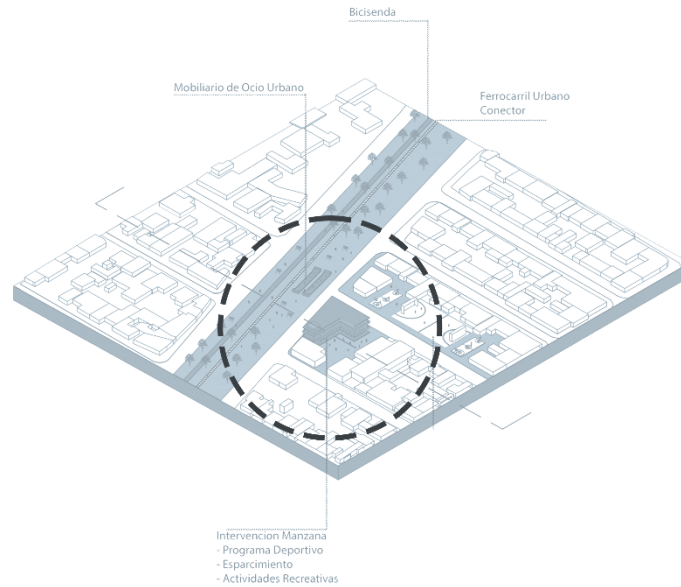 Bicisenda
Mobiliario de Ocio Urbano
Ferrocarril Urbano
Conector
Intervencion Manzana
- Programa Deportivo
- Esparcimiento
- Actividades Recreativas